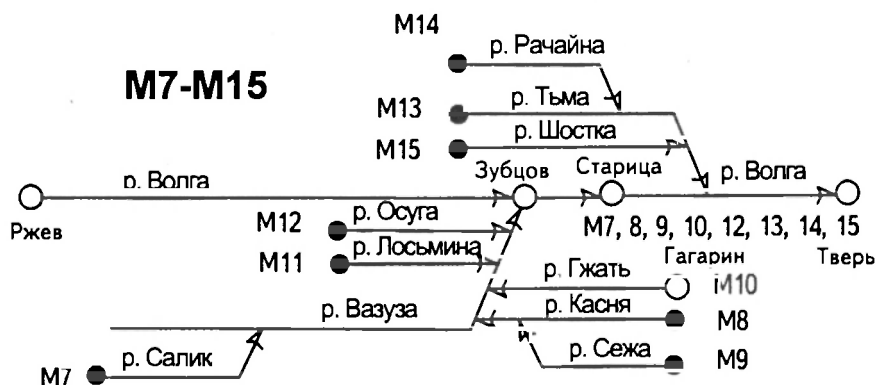 М14
р. Рачайна
М7-М15
М13
р. Тьма
М15
р. Шостка
Зубцов
Старица
р. Волга
р. Волга
Ржев
М12
р. Осуга
М7, 8, 9, 10, 12, 13, 14, 15
М11
р. Лосьмина
Гагарин
Тверь
р. Гжать
М10
р. Вазуза
р. Касня
М8
М7
р. Салик
р. Сежа
М9